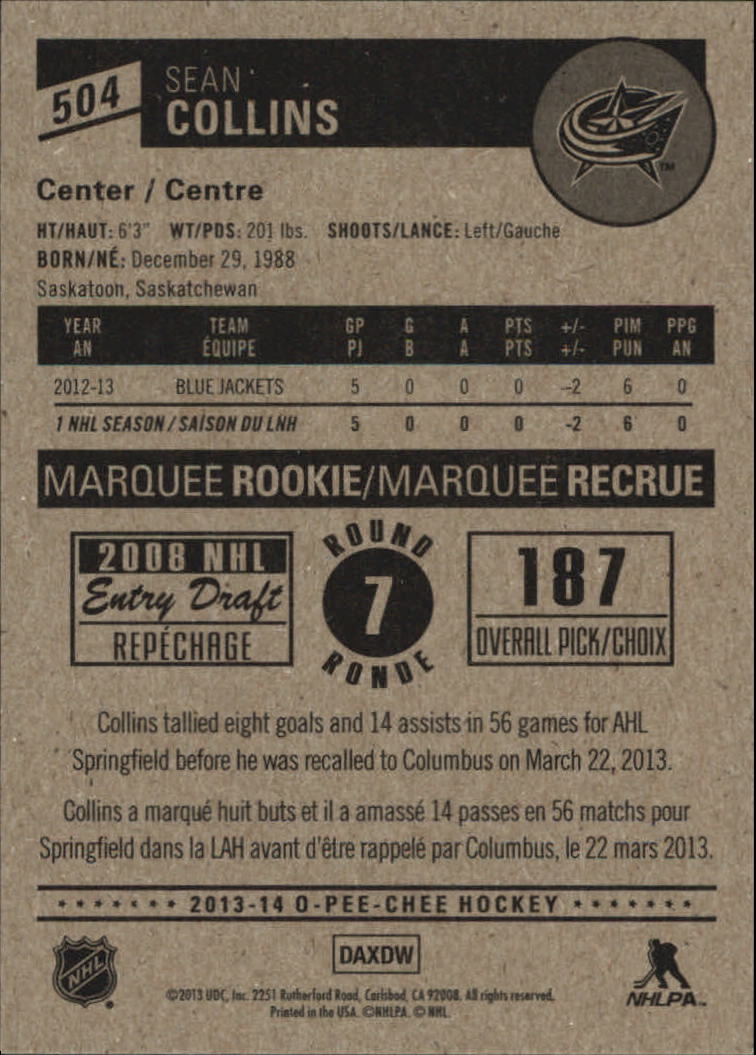 504
SEAN
COLLINS
TM
Center / Centre
HT/HAUT: 6'3" WT/PDS: 201 lbs. SHOOTS/LANCE: Left/Gauche
BORN/NÉ: December 29, 1988
Saskatoon, Saskatchewan
YEAR TEAM GP G A PTS +/- PIM PPG
AN ÉQUIPE PJ B A PTS +/- PUN AN
2012-13 BLUE JACKETS 5 0 0 0 -2 6 0
1 NHL SEASON / SAISON DU LNH 5 0 0 0 -2 6 0
MARQUEE ROOKIE/MARQUEE RECRUE
2008 NHL
Entry Draft
REPÉCHAGE
ROUND
7
RONDE
187
OVERALL PICK/CHOIX
Collins tallied eight goals and 14 assists in 56 games for AHL
Springfield before he was recalled to Columbus on March 22, 2013.
Collins a marqué huit buts et il a amassé 14 passes en 56 matchs pour
Springfield dans la LAH avant d'être rappelé par Columbus, le 22 mars 2013.
2013-14 O-PEE-CHEE HOCKEY
NHL
DAXDW
©2013 UDC, Inc. 2251 Rutherford Road, Carlsbad, CA 92008. All rights reserved.
Printed in the USA. ©NHLPA. © NHL.
NHLPA™